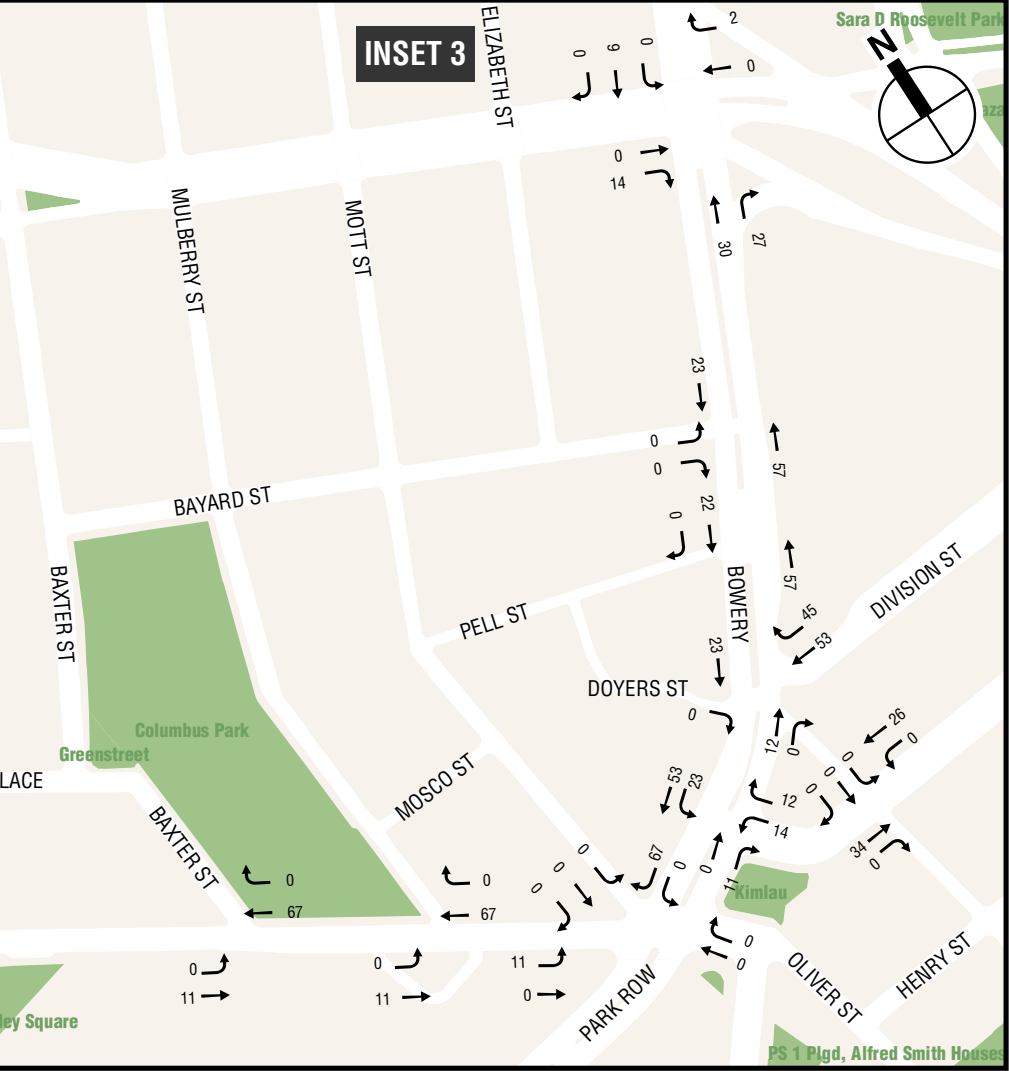 INSET 3
ELIZABETH ST
Sara D Roosevelt Park
N
aza
2
0
0
9
0
0
14
30
27
MULBERRY ST
MOTT ST
23
0
0
57
22
0
57
BAYARD ST
BAXTER ST
BOWERY
DIVISION ST
45
53
PELL ST
23
DOYERS ST
0
12
0
26
0
0
0
0
Columbus Park
Greenstreet
LACE
MOSCO ST
BAXTER ST
53
23
12
14
34
0
67
0
0
11
Kimlau
0
0
0
0
67
0
67
0
0
0
11
0
11
11
0
PARK ROW
OLIVER ST
HENRY ST
ley Square
PS 1 Plgd, Alfred Smith Houses